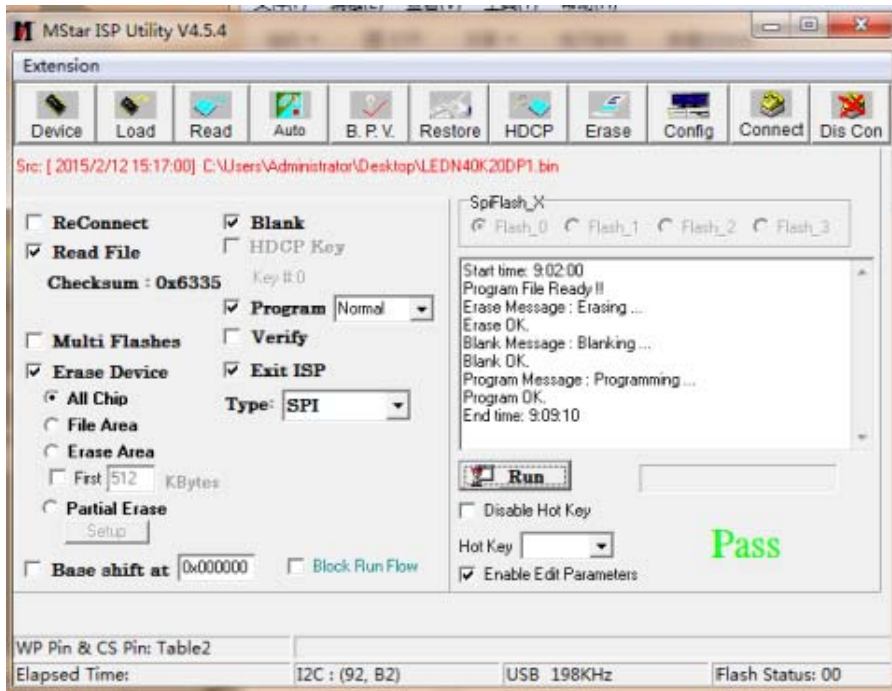 MStar ISP Utility V4.5.4
Extension
Device Load Read Auto B. P. V. Restore HDCP Erase Config Connect Dis Con
Src: [ 2015/2/12 15:17:00] C:\Users\Administrator\Desktop\LEDN40K20DP1.bin
ReConnect
Read File
Checksum : 0x6335
Multi Flashes
Erase Device
All Chip
File Area
Erase Area
First 512 KBytes
Partial Erase
Setup
Base shift at 0x000000
Blank
HDCP Key
Key #:0
Program Normal
Verify
Exit ISP
Type: SPI
Block Run Flow
SpiFlash_X
Flash_0 Flash_1 Flash_2 Flash_3
Start time: 9:02:00
Program File Ready !!
Erase Message : Erasing ...
Erase OK.
Blank Message : Blanking ...
Blank OK.
Program Message : Programming ...
Program OK.
End time: 9:09:10
Run
Disable Hot Key
Hot Key
Enable Edit Parameters
Pass
WP Pin & CS Pin: Table2
Elapsed Time: I2C : (92, B2) USB 198KHz Flash Status: 00